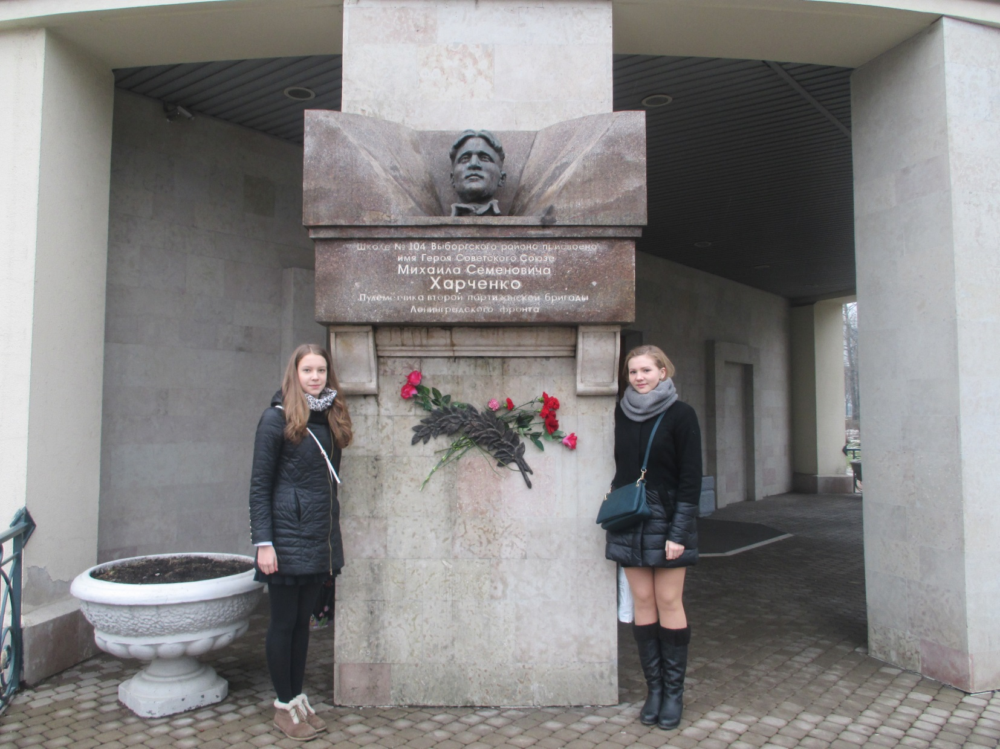 Школе № 104 Выборгского района присвоено
имя Героя Советского Союза
Михаила Семеновича
Харченко
Пулеметчика второй партизанской бригады
Ленинградского фронта